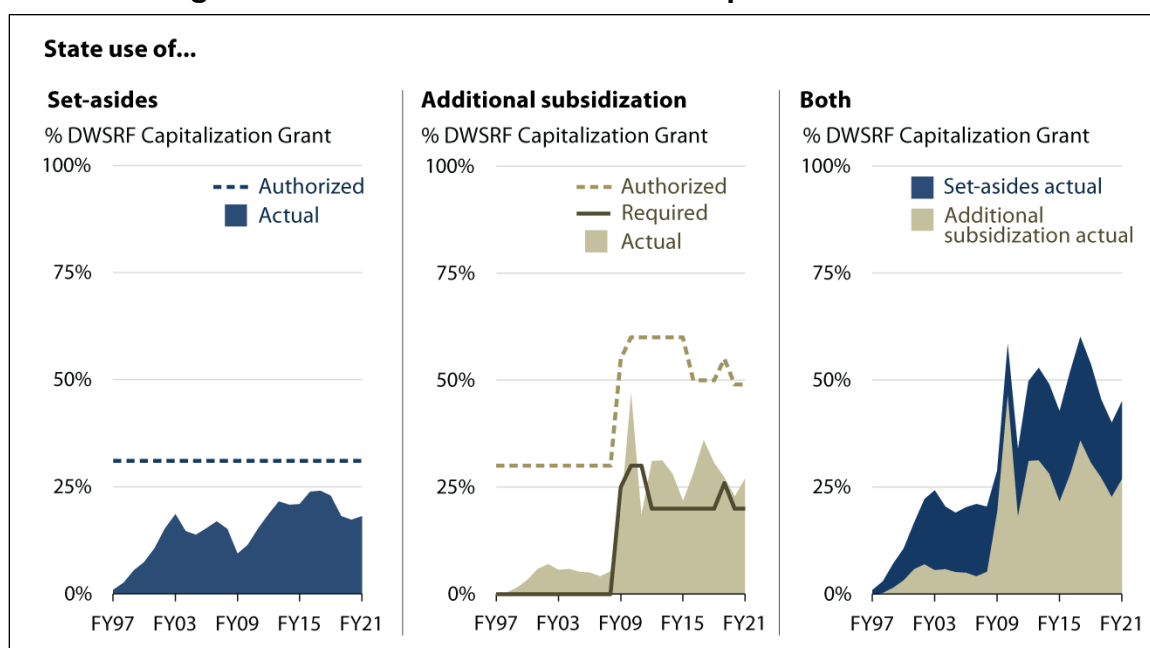 State use of...
Set-asides
% DWSRF Capitalization Grant
100%
75%
50%
25%
0%
Authorized
Actual
FY97 FY03 FY09 FY15 FY21
Additional subsidization
% DWSRF Capitalization Grant
100%
75%
50%
25%
0%
Authorized
Required
Actual
FY97 FY03 FY09 FY15 FY21
Both
% DWSRF Capitalization Grant
100%
75%
50%
25%
0%
Set-asides actual
Additional
subsidization actual
FY97 FY03 FY09 FY15 FY21